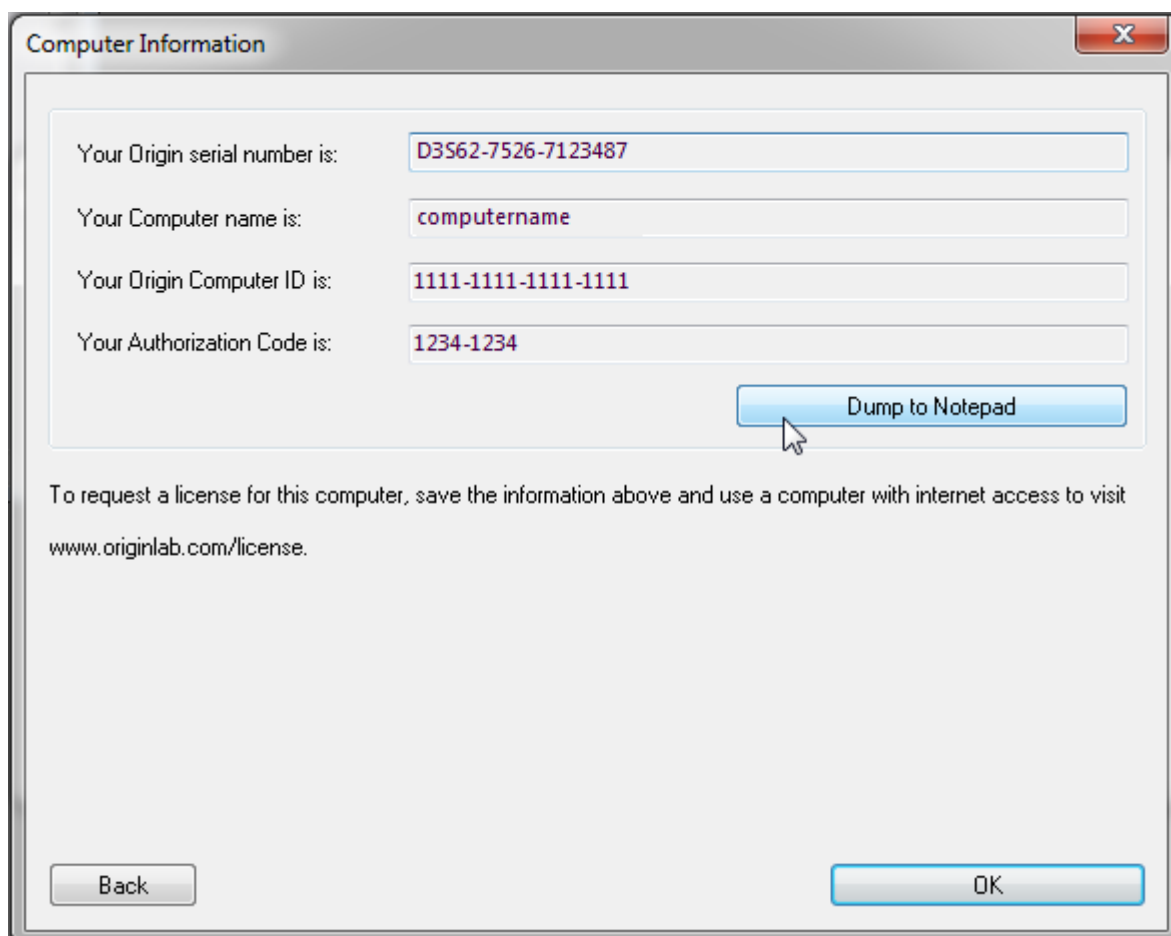 Computer Information
Your Origin serial number is: D3S62-7526-7123487
Your Computer name is: computername
Your Origin Computer ID is: 1111-1111-1111-1111
Your Authorization Code is: 1234-1234
Dump to Notepad
To request a license for this computer, save the information above and use a computer with internet access to visit
www.originlab.com/license.
Back OK